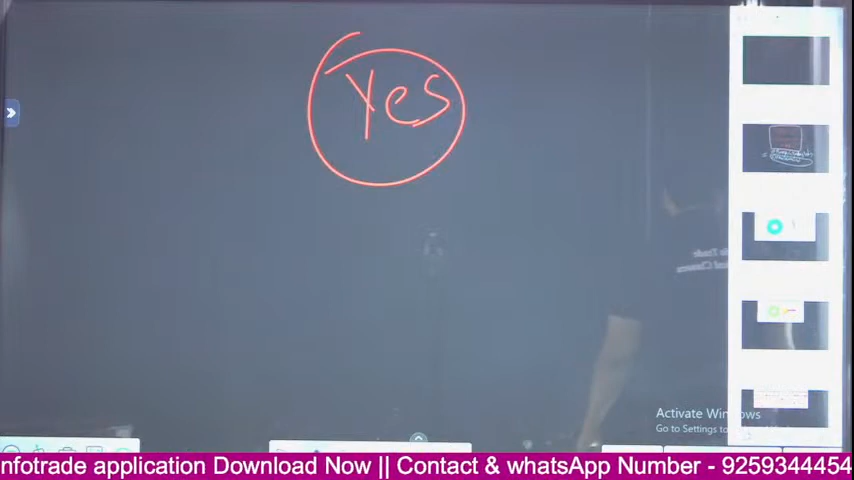 Yes
Activate Windows
Go to Settings to
nfotrade application Download Now || Contact & whatsApp Number - 9259344454